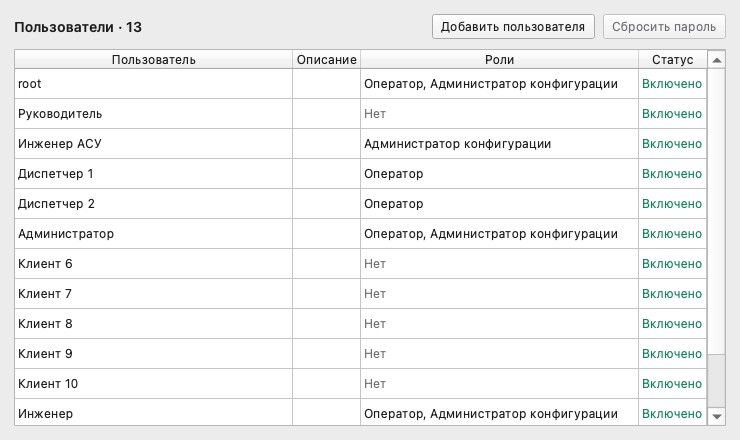 Пользователи · 13 Добавить пользователя Сбросить пароль
Пользователь Описание Роли Статус
root Оператор, Администратор конфигурации Включено
Руководитель Нет Включено
Инженер АСУ Администратор конфигурации Включено
Диспетчер 1 Оператор Включено
Диспетчер 2 Оператор Включено
Администратор Оператор, Администратор конфигурации Включено
Клиент 6 Нет Включено
Клиент 7 Нет Включено
Клиент 8 Нет Включено
Клиент 9 Нет Включено
Клиент 10 Нет Включено
Инженер Оператор, Администратор конфигурации Включено